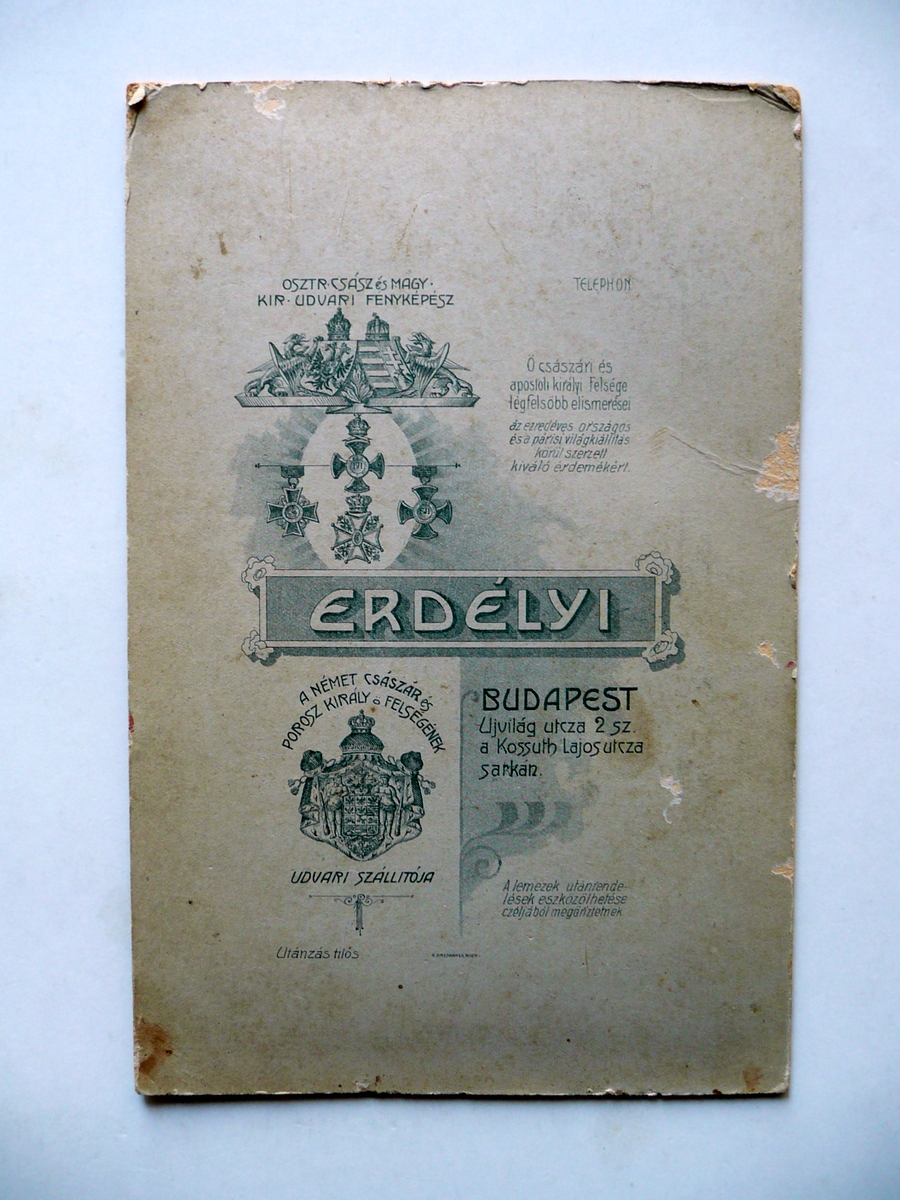 OSZTR·CSÁSZ és MAGY·
KIR· UDVARI FENYKÉPÉSZ
TELEPHON
Ő császári és
apostoli királyi Felsége
legfelsőbb elismerései
az ezredéves országos
és a párisi világkiállítás
körül szerzett
kiváló érdemekért.
ERDÉLYI
A NÉMET CSÁSZÁR és
POROSZ KIRÁLY ő FELSÉGÉNEK
UDVARI SZÁLLITÓJA
BUDAPEST
Ujvilág utcza 2 sz.
a Kossuth Lajos utcza
sarkán.
A lemezek utánrende-
lések eszközölhetése
czéljából megőriztetnek.
Utánzás tilos